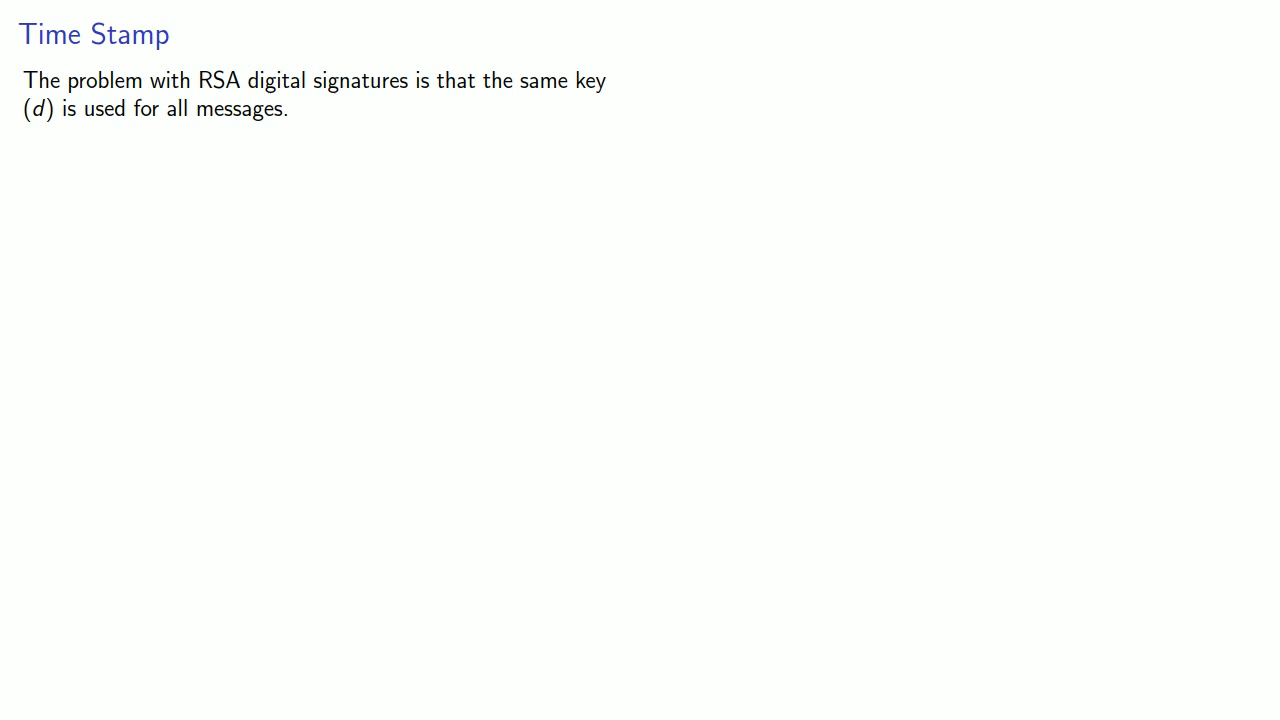 Time Stamp
The problem with RSA digital signatures is that the same key
(d) is used for all messages.